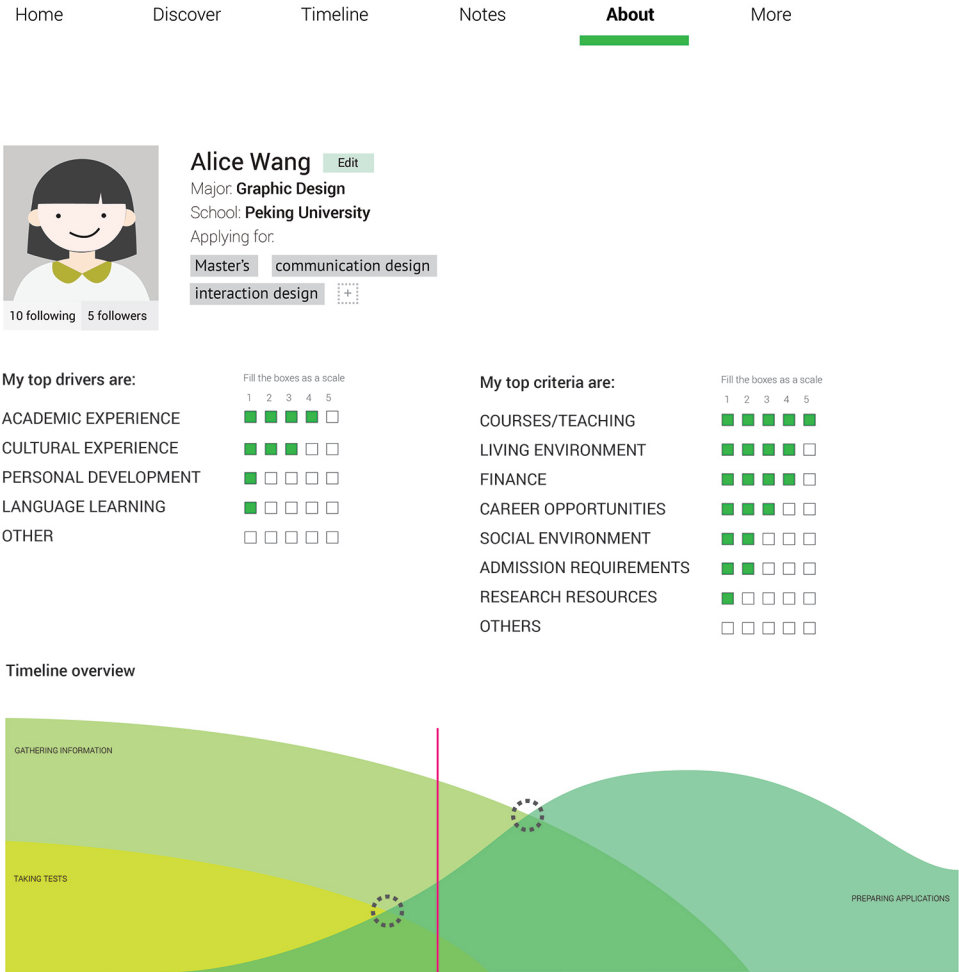 Home Discover Timeline Notes About More
Alice Wang Edit
Major: Graphic Design
School: Peking University
Applying for:
Master's communication design
interaction design +
10 following 5 followers
My top drivers are: Fill the boxes as a scale
1 2 3 4 5
ACADEMIC EXPERIENCE
CULTURAL EXPERIENCE
PERSONAL DEVELOPMENT
LANGUAGE LEARNING
OTHER
My top criteria are: Fill the boxes as a scale
1 2 3 4 5
COURSES/TEACHING
LIVING ENVIRONMENT
FINANCE
CAREER OPPORTUNITIES
SOCIAL ENVIRONMENT
ADMISSION REQUIREMENTS
RESEARCH RESOURCES
OTHERS
Timeline overview
GATHERING INFORMATION
TAKING TESTS
PREPARING APPLICATIONS